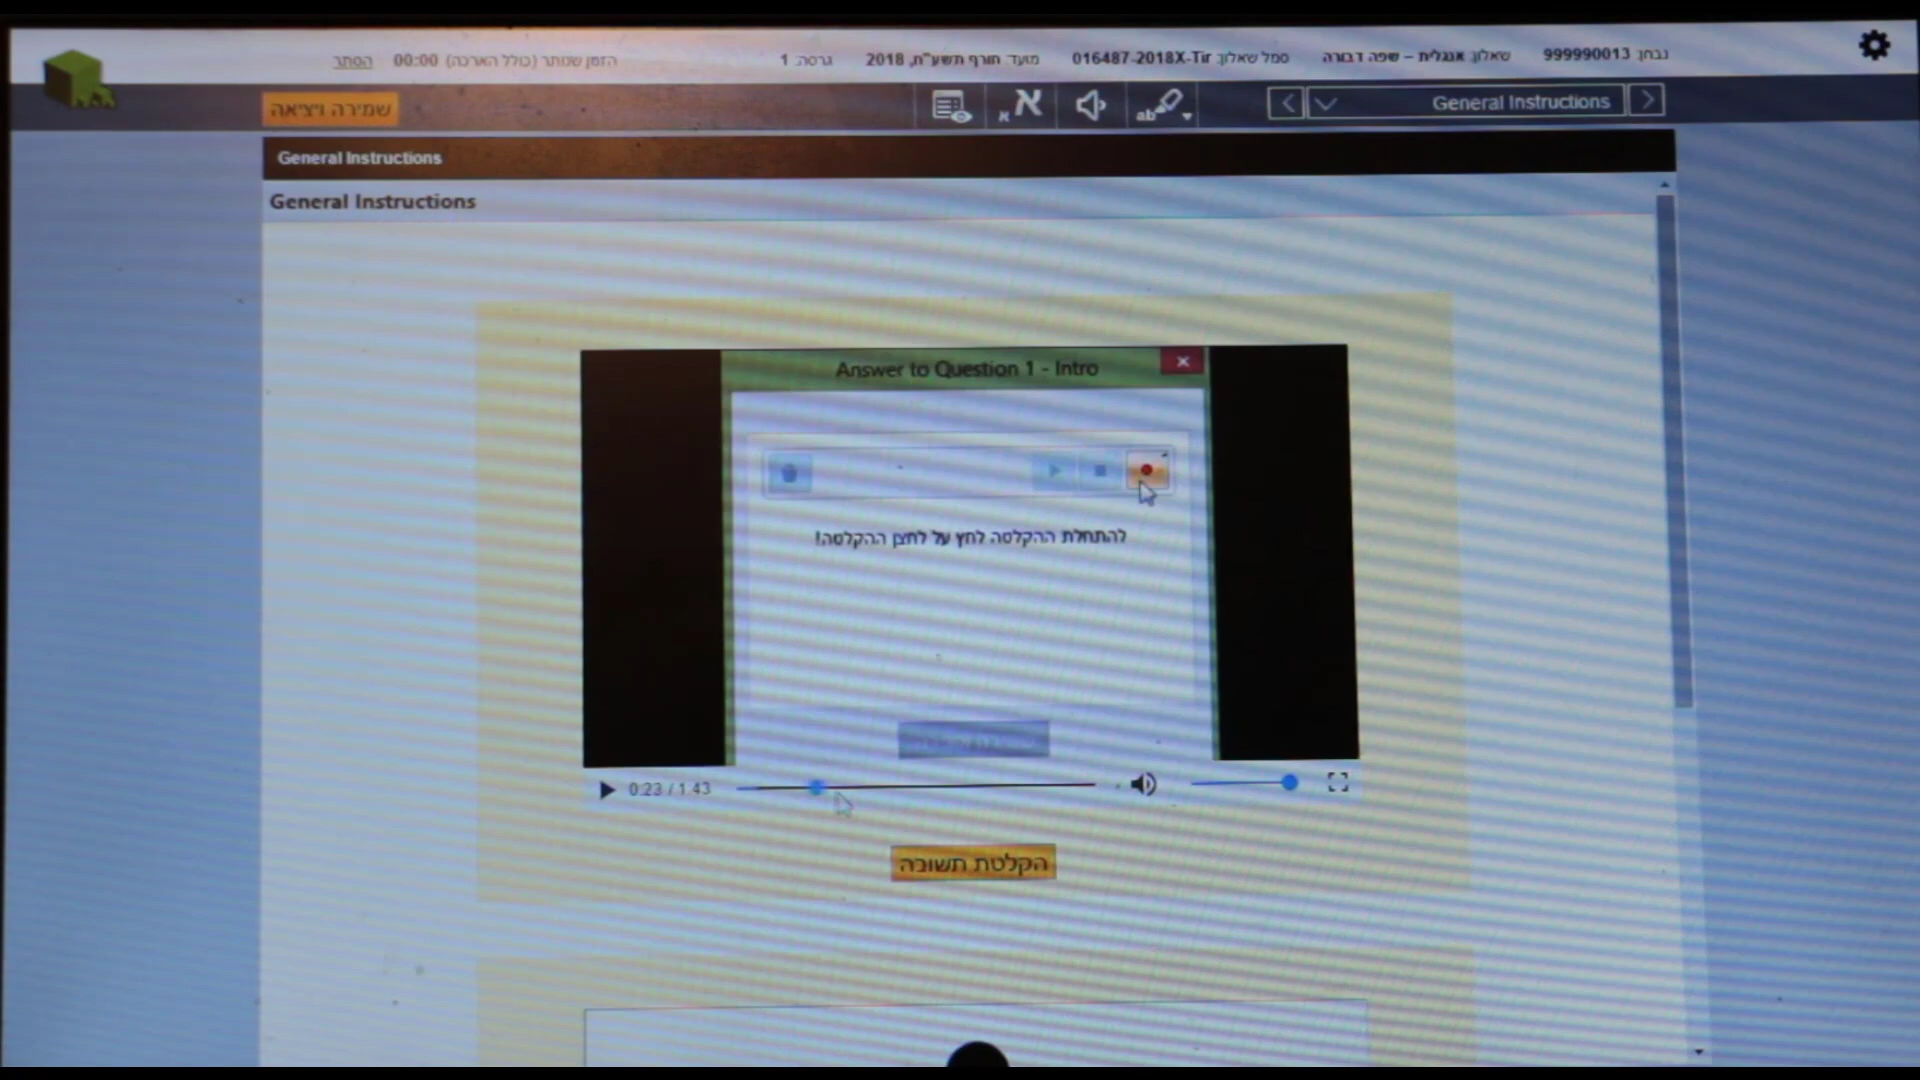 נבחן: 999990013 שאלון: אנגלית – שפה דבורה סמל שאלון: 016487-2018X-Tir מועד: חורף תשע"ח, 2018 גרסה: 1 הזמן שנותר (כולל הארכה) 00:00 הסתר
General Instructions
ab
א א
שמירה ויציאה
General Instructions
General Instructions
Answer to Question 1 - Intro
להתחלת ההקלטה לחץ על לחצן ההקלטה!
0:23 / 1:43
הקלטת תשובה